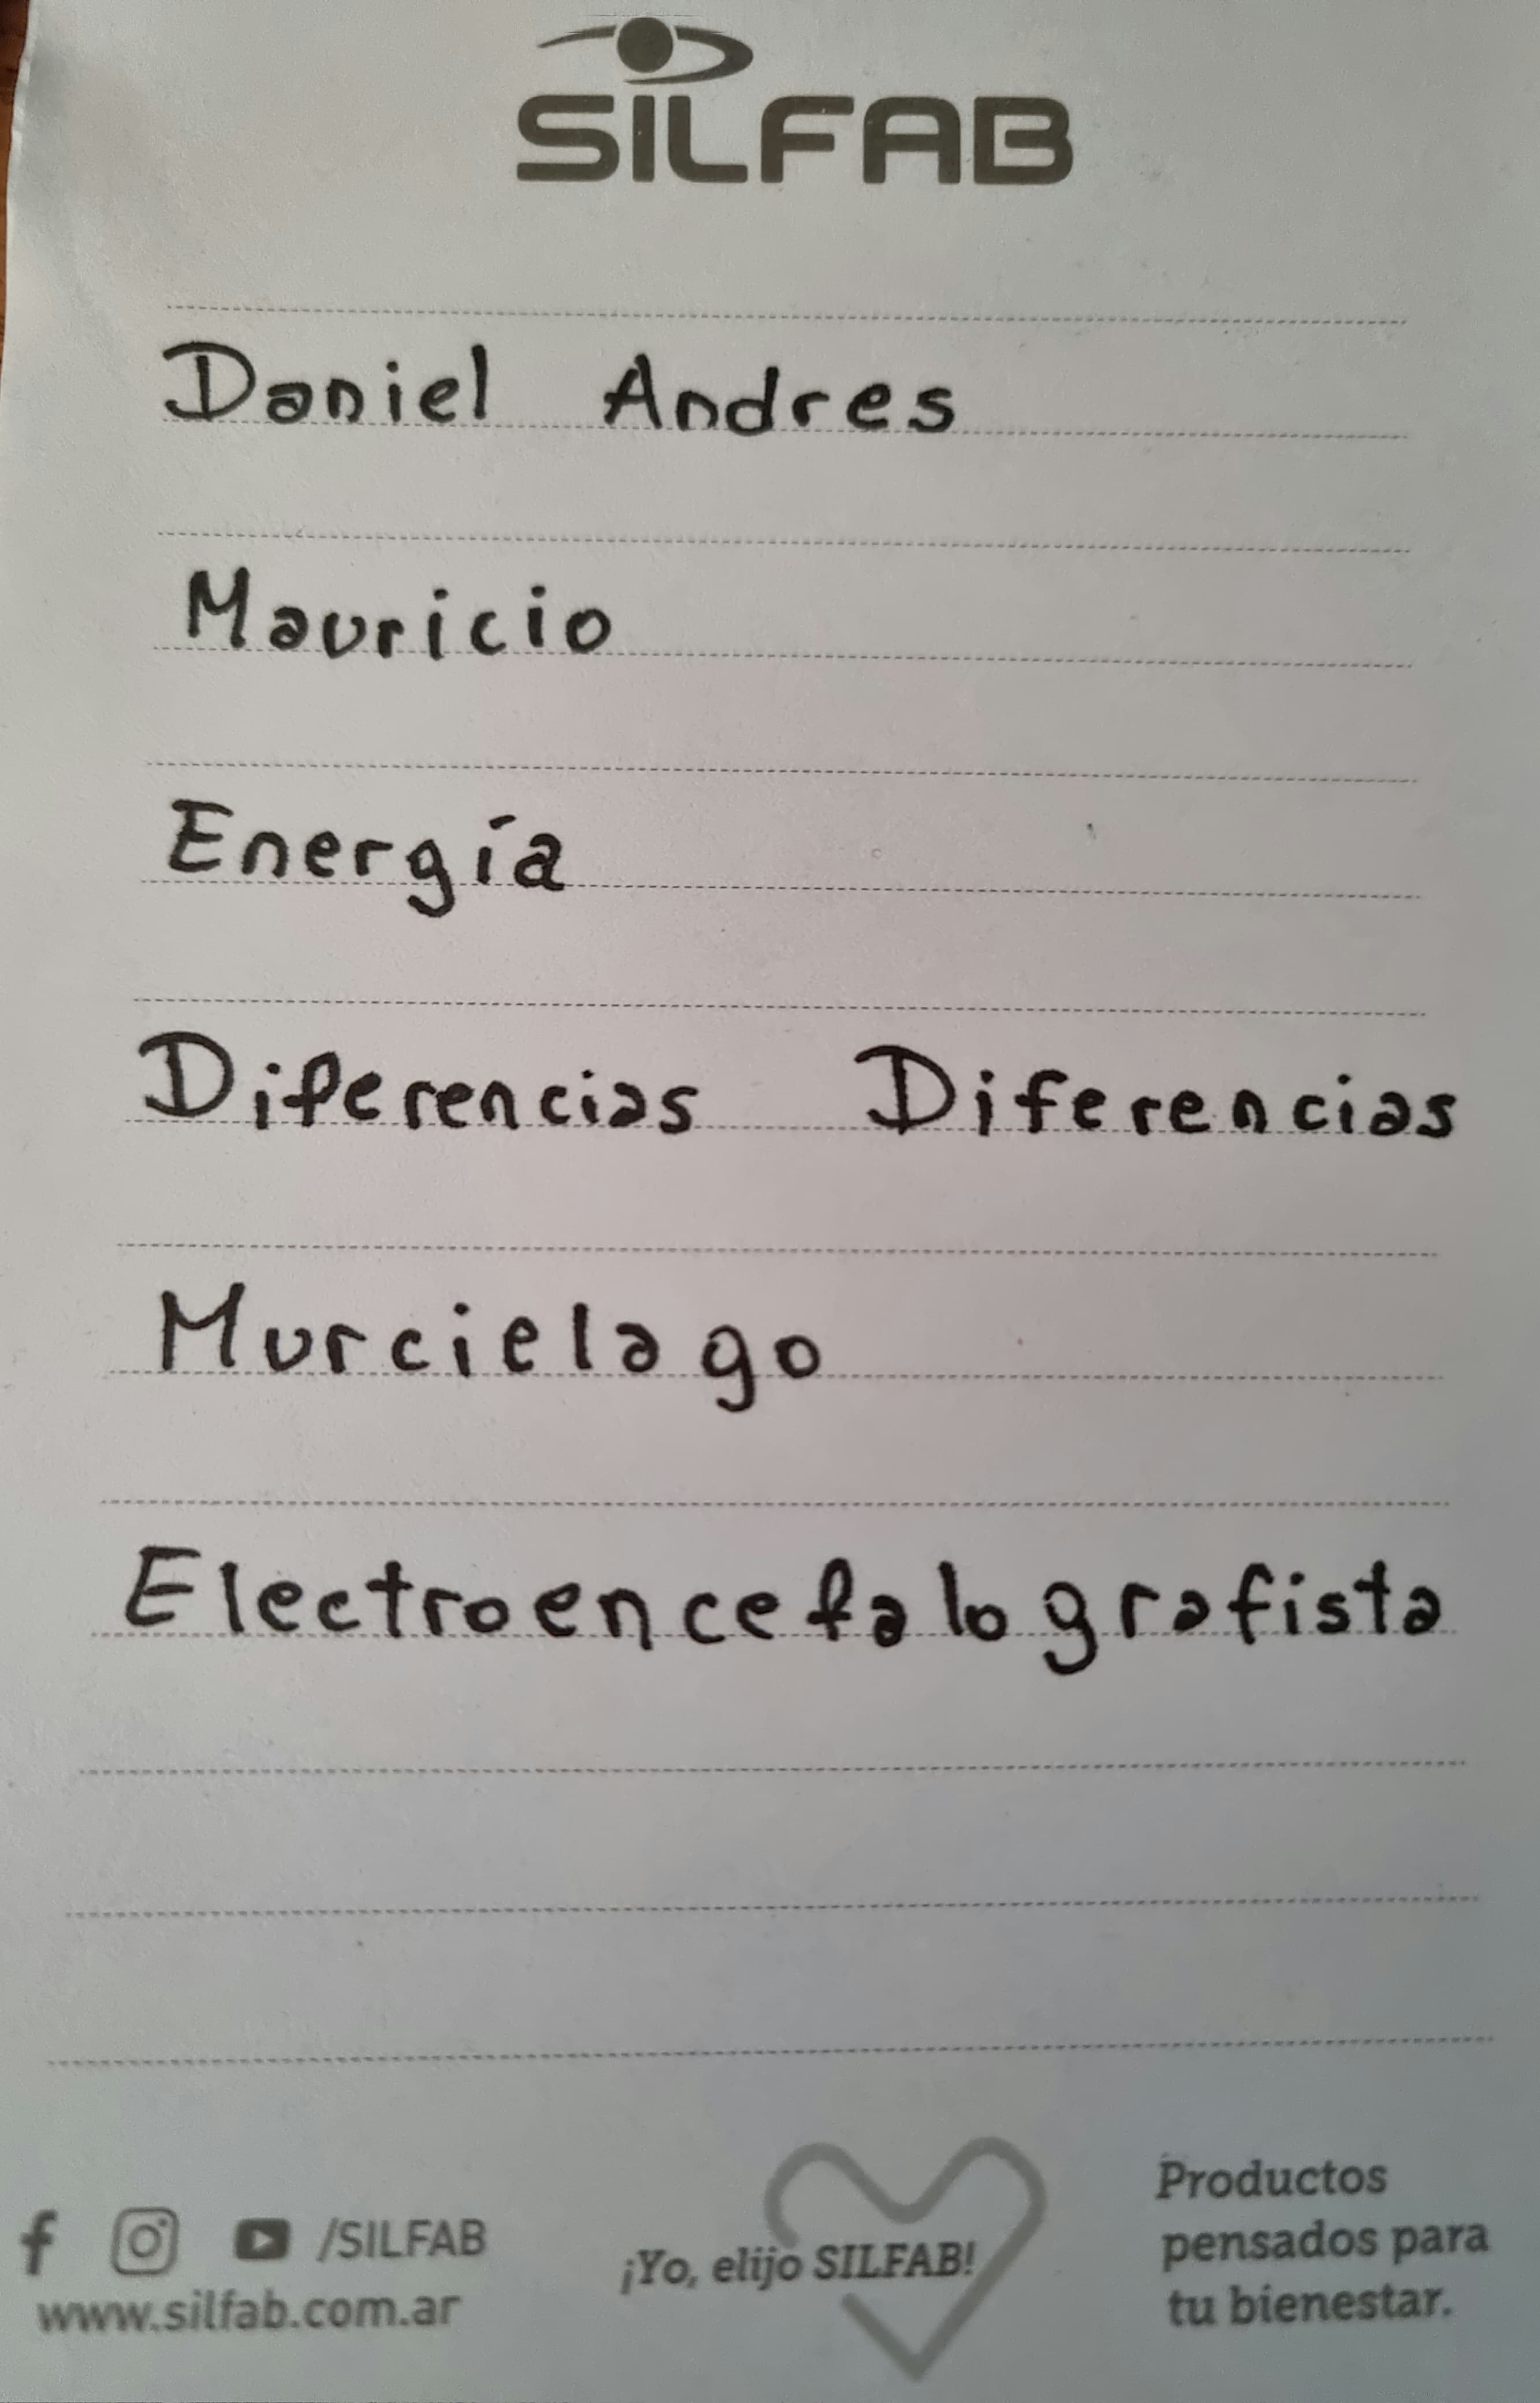 SILFAB
Daniel Andres
Mauricio
Energía
Diferencias Diferencias
Murcielago
Electroencefalografista
/SILFAB
www.silfab.com.ar
¡Yo, elijo SILFAB!
Productos
pensados para
tu bienestar.